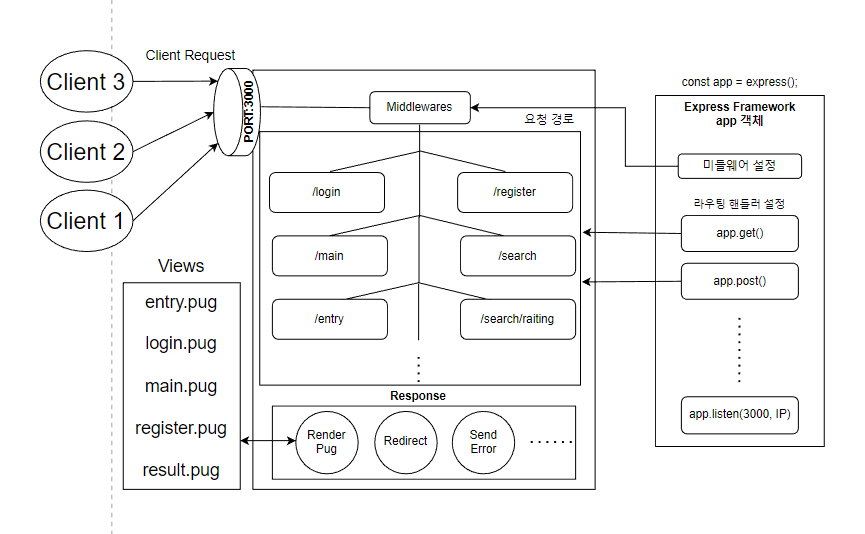 Client Request
Client 3
Client 2
Client 1
PORT:3000
Middlewares
요청 경로
/login
/register
/main
/search
/entry
/search/raiting
Response
Render
Pug
Redirect
Send
Error
Views
entry.pug
login.pug
main.pug
register.pug
result.pug
const app = express();
Express Framework
app 객체
미들웨어 설정
라우팅 핸들러 설정
app.get()
app.post()
app.listen(3000, IP)